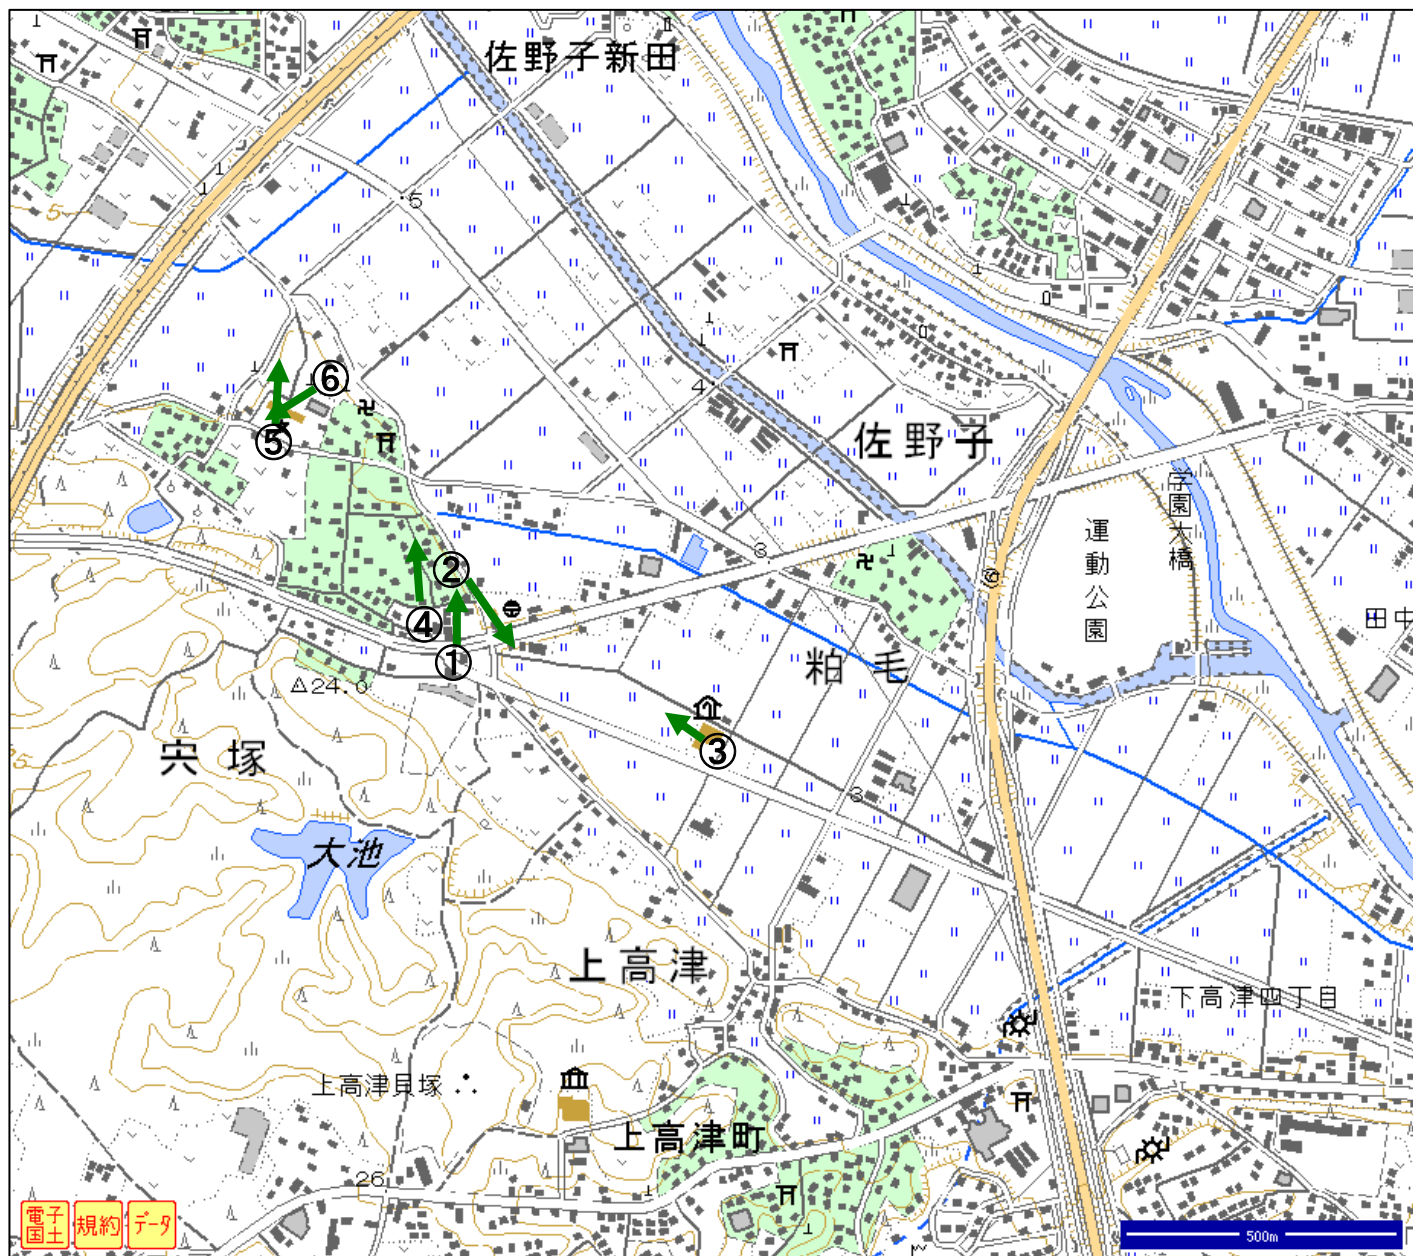 佐野子新田
5
5
4
⑥
⑤
佐野子
学園大橋
運動公園
3
6
②
④
①
田中
粕毛
24.0
③
宍塚
3
大池
上高津
下高津四丁目
上高津貝塚
上高津町
26
電子国土
規約
データ
500m